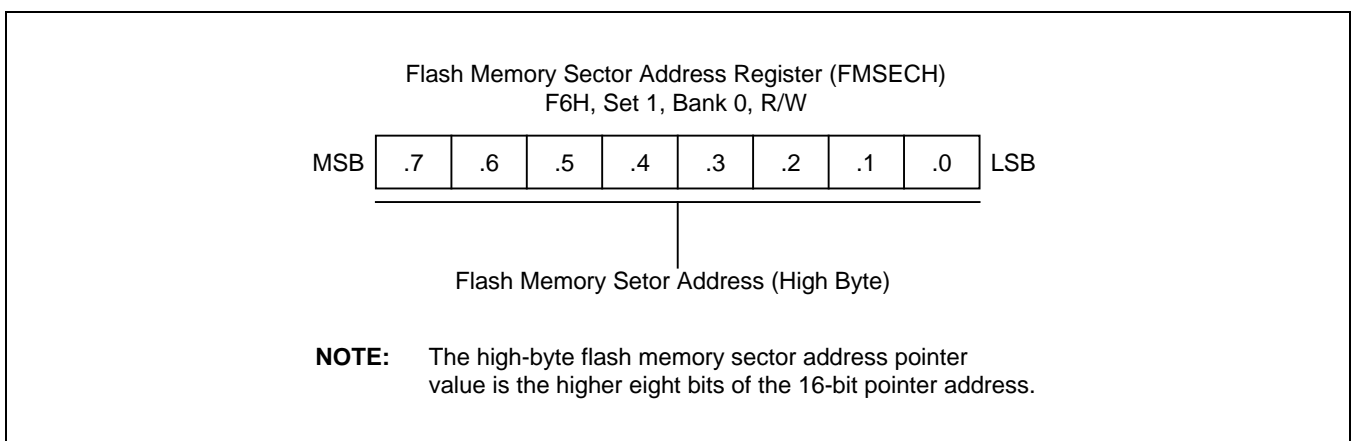 Flash Memory Sector Address Register (FMSECH)
F6H, Set 1, Bank 0, R/W
MSB .7 .6 .5 .4 .3 .2 .1 .0 LSB
Flash Memory Setor Address (High Byte)
NOTE: The high-byte flash memory sector address pointer
value is the higher eight bits of the 16-bit pointer address.